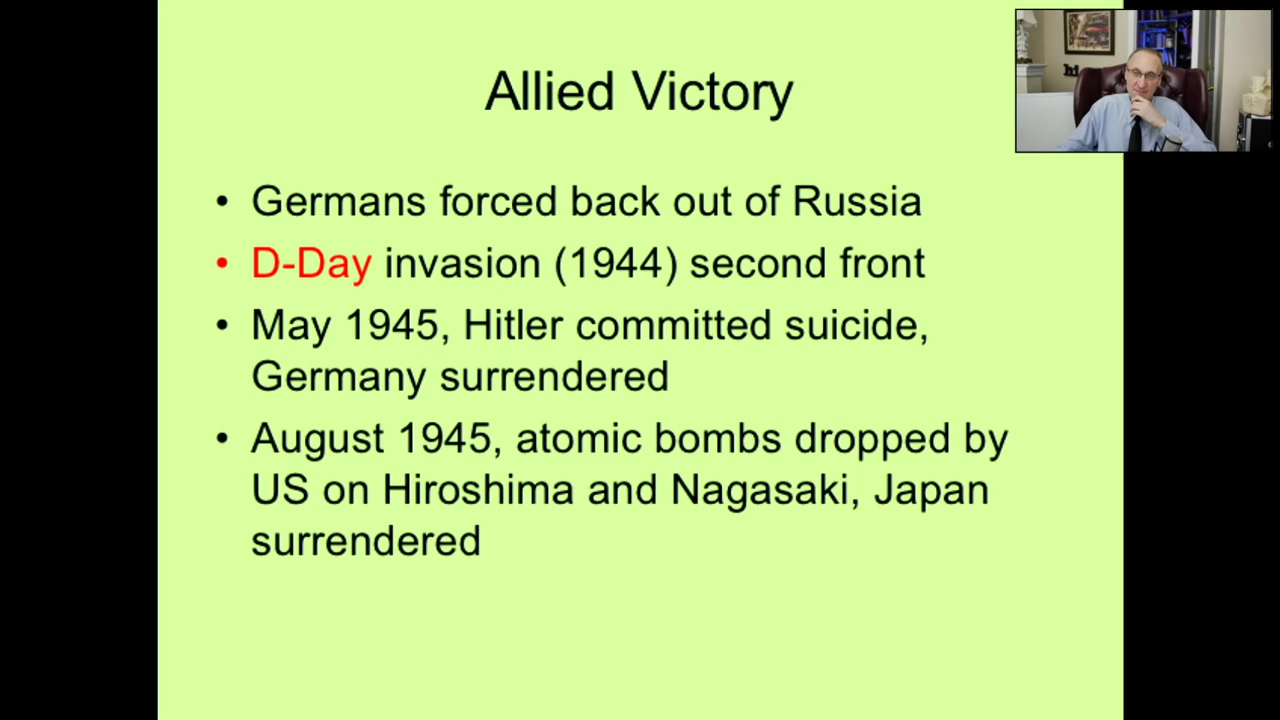 Allied Victory
• Germans forced back out of Russia
• D-Day invasion (1944) second front
• May 1945, Hitler committed suicide,
Germany surrendered
• August 1945, atomic bombs dropped by
US on Hiroshima and Nagasaki, Japan
surrendered